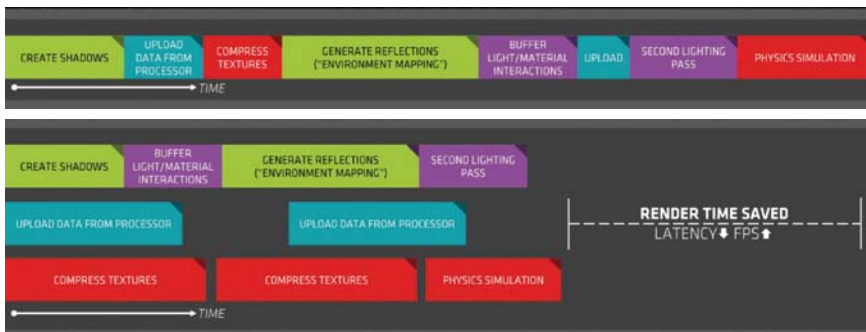 CREATE SHADOWS
UPLOAD
DATA FROM
PROCESSOR
COMPRESS
TEXTURES
GENERATE REFLECTIONS
("ENVIRONMENT MAPPING")
BUFFER
LIGHT/MATERIAL
INTERACTIONS
UPLOAD
SECOND LIGHTING
PASS
PHYSICS SIMULATION
TIME
CREATE SHADOWS
BUFFER
LIGHT/MATERIAL
INTERACTIONS
GENERATE REFLECTIONS
("ENVIRONMENT MAPPING")
SECOND LIGHTING
PASS
UPLOAD DATA FROM PROCESSOR
UPLOAD DATA FROM PROCESSOR
RENDER TIME SAVED
LATENCY⬇ FPS⬆
COMPRESS TEXTURES
COMPRESS TEXTURES
PHYSICS SIMULATION
TIME